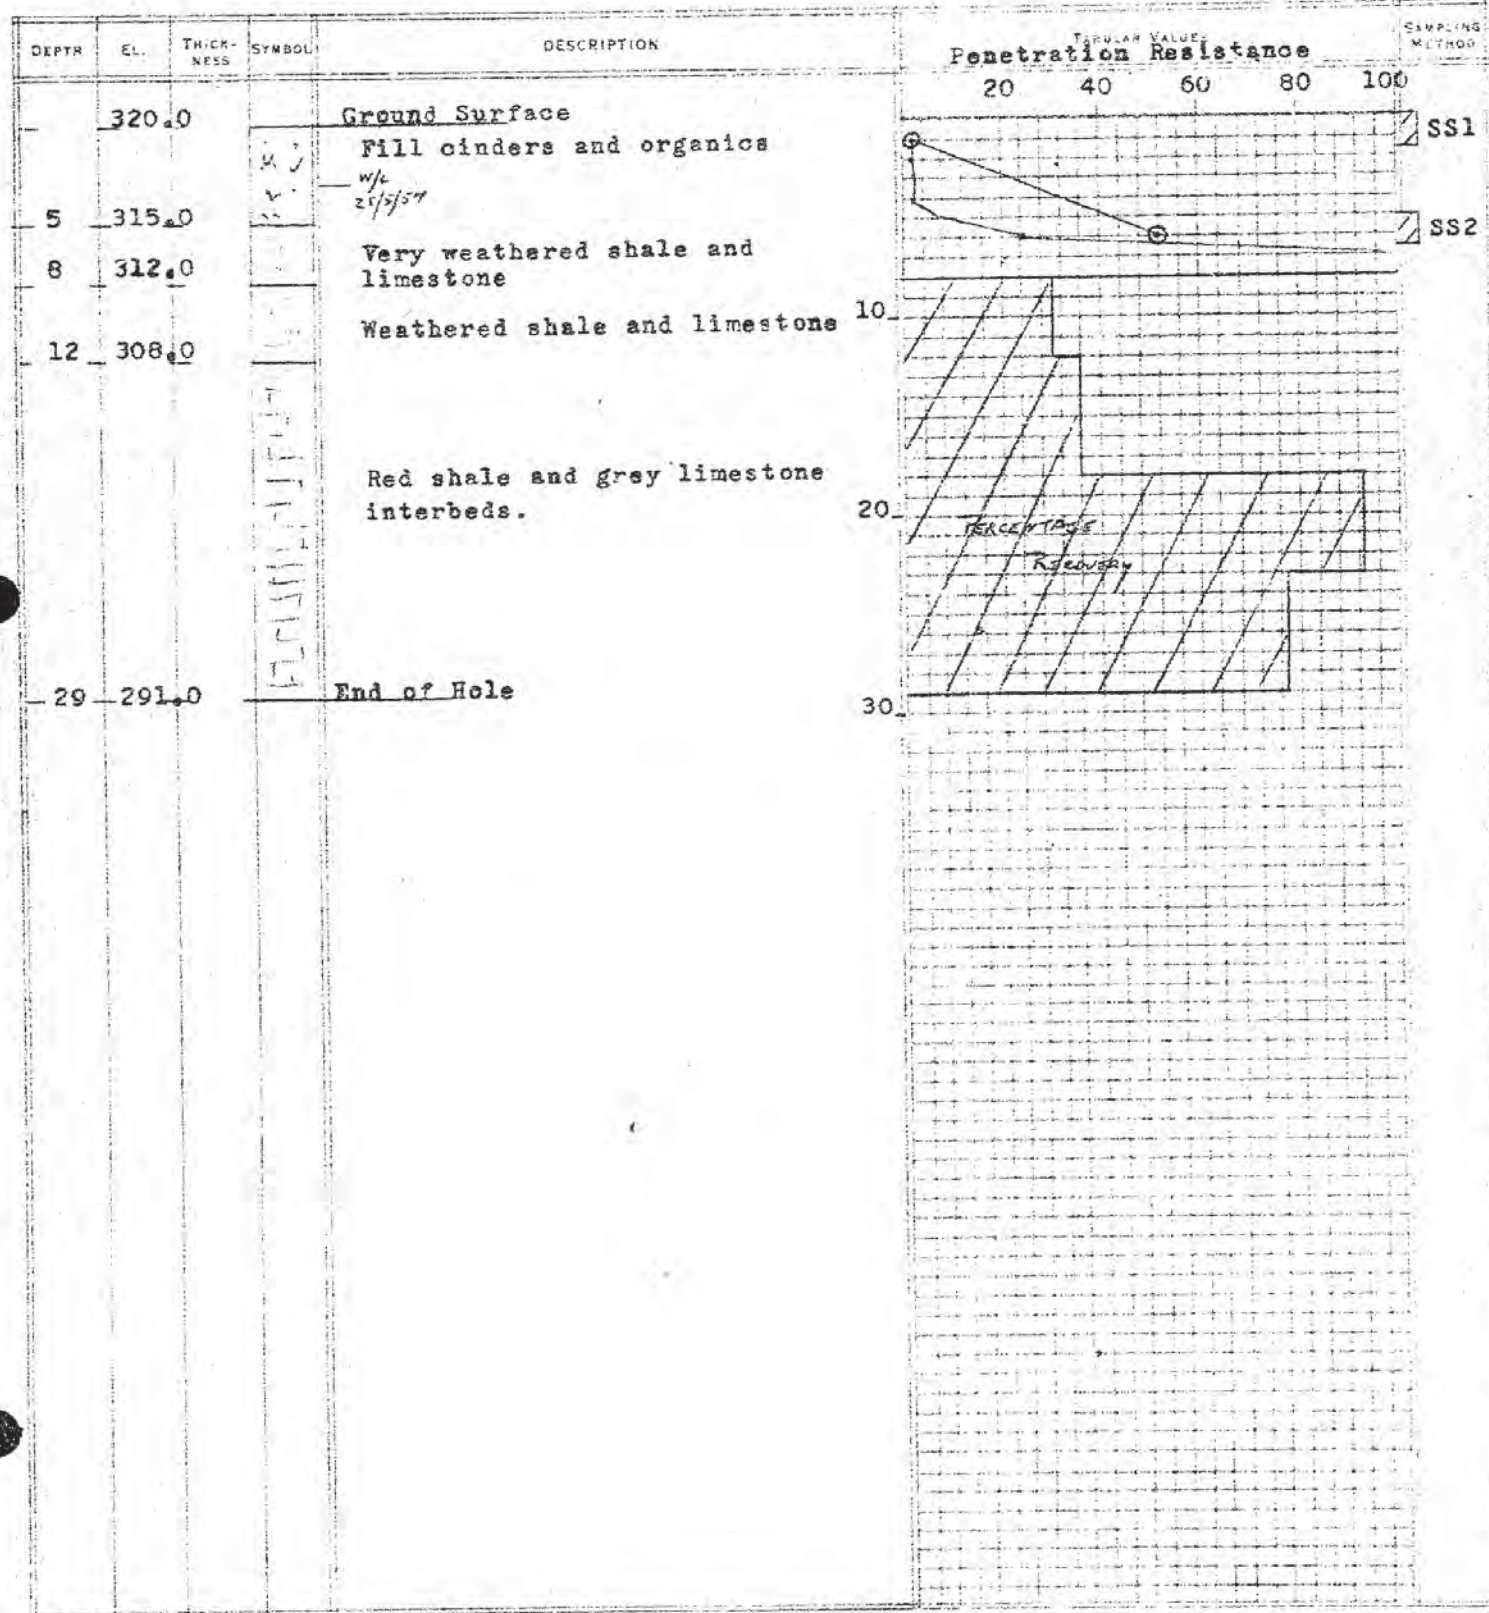 DEPTH EL. THICK-NESS SYMBOL DESCRIPTION TABULAR VALUES SAMPLING METHOD
Penetration Resistance
20 40 60 80 100
320.0 Ground Surface
SS1
Fill cinders and organics
W/L
5 315.0
SS2
Very weathered shale and
8 312.0 limestone
10
Weathered shale and limestone
12 308.0
Red shale and grey limestone
interbeds.
20
PERCENTAGE
RECOVERY
29 291.0 End of Hole
30